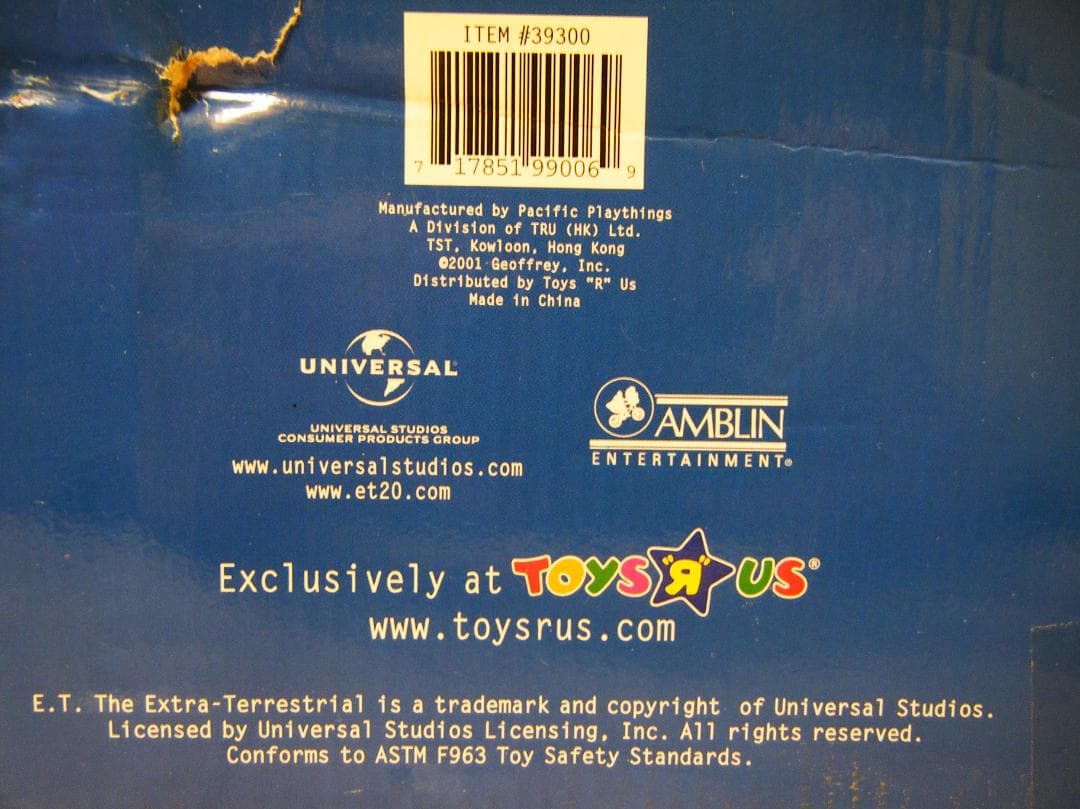 ITEM #39300
7 17851 99006 9
Manufactured by Pacific Playthings
A Division of TRU (HK) Ltd.
TST, Kowloon, Hong Kong
©2001 Geoffrey, Inc.
Distributed by Toys "R" Us
Made in China
UNIVERSAL
UNIVERSAL STUDIOS
CONSUMER PRODUCTS GROUP
www.universalstudios.com
www.et20.com
AMBLIN
ENTERTAINMENT®
Exclusively at TOYS "R" US®
www.toysrus.com
E.T. The Extra-Terrestrial is a trademark and copyright of Universal Studios.
Licensed by Universal Studios Licensing, Inc. All rights reserved.
Conforms to ASTM F963 Toy Safety Standards.